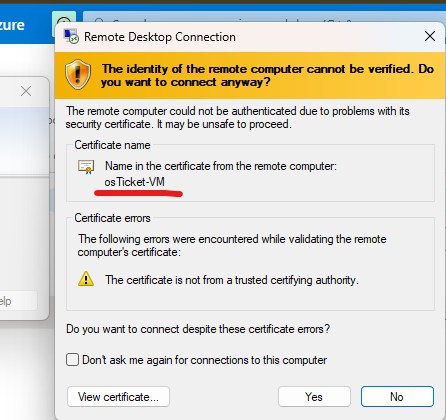 zure
Remote Desktop Connection
The identity of the remote computer cannot be verified. Do
you want to connect anyway?
The remote computer could not be authenticated due to problems with its
security certificate. It may be unsafe to proceed.
Certificate name
Name in the certificate from the remote computer:
osTicket-VM
Certificate errors
The following errors were encountered while validating the remote
computer's certificate:
The certificate is not from a trusted certifying authority.
elp
Do you want to connect despite these certificate errors?
Don't ask me again for connections to this computer
View certificate...
Yes
No